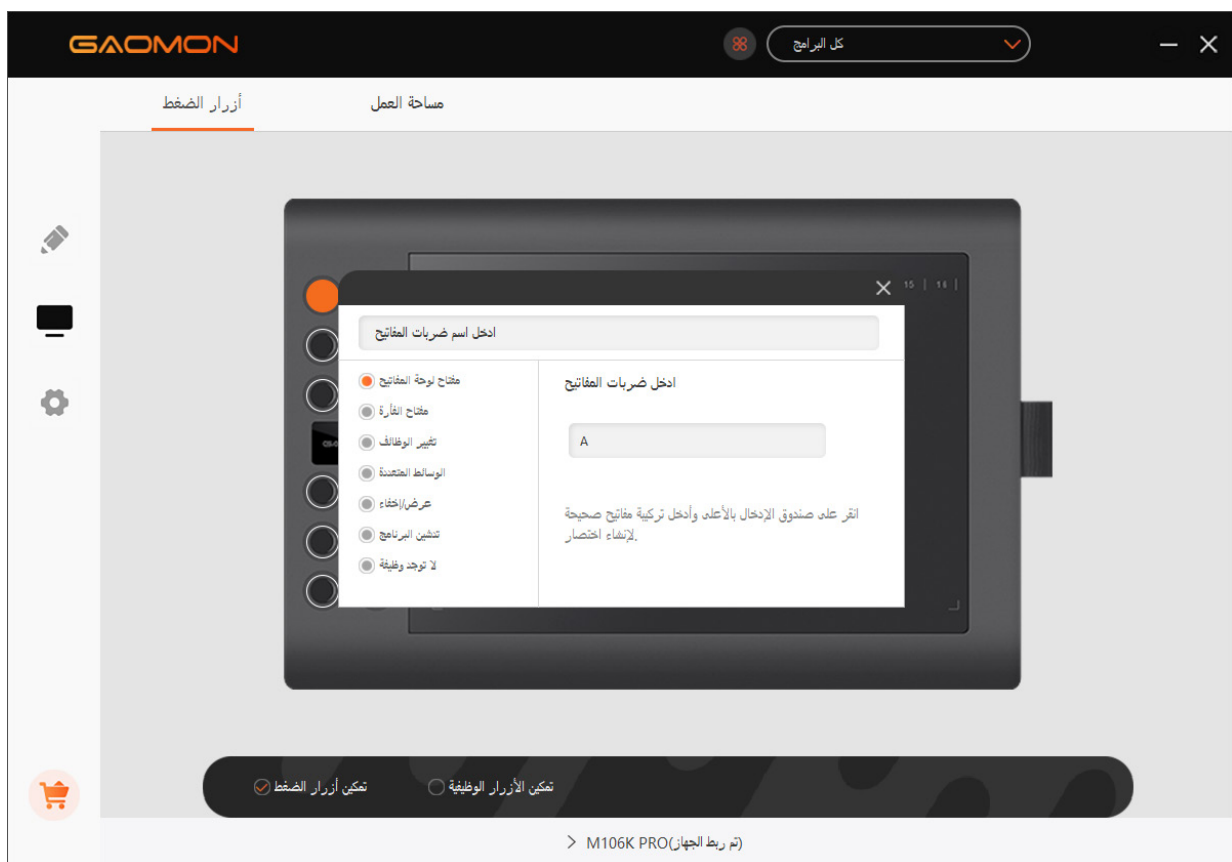 GAOMON
كل البرامج
أزرار الضغط
مساحة العمل
15 | 16 |
ادخل اسم ضربات المفاتيح
مفتاح لوحة المفاتيح
مفتاح الفأرة
تغيير الوظائف
الوسائط المتعددة
عرض/إخفاء
تنشين البرنامج
لا توجد وظيفة
ادخل ضربات المفاتيح
A
انقر على صندوق الإدخال بالأعلى وأدخل تركيبة مفاتيح صحيحة
لإنشاء اختصار.
تمكين أزرار الضغط
تمكين الأزرار الوظيفية
M106K PRO(تم ربط الجهاز)